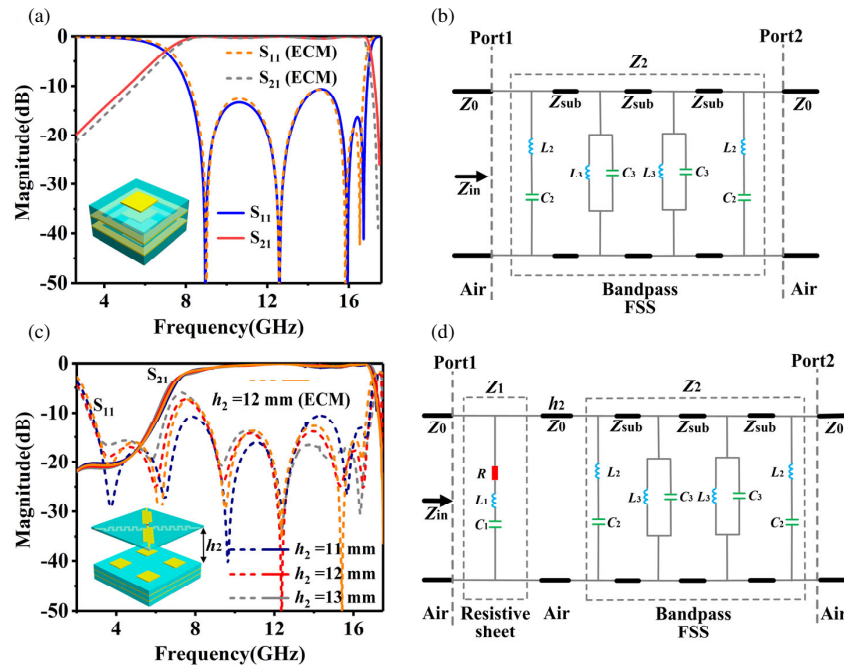 (a)
0
-10
-20
-30
-40
-50
Magnitude(dB)
S11 (ECM)
S21 (ECM)
S11
S21
4
8
12
16
Frequency(GHz)
(b)
Port1
Port2
Z2
Z0
Zsub
Zsub
Zsub
Z0
L2
L3
C3
L3
C3
L2
Zin
C2
C2
Air
Bandpass
FSS
Air
(c)
0
-10
-20
-30
-40
-50
Magnitude(dB)
S21
S11
h2 =12 mm (ECM)
h2
h2 =11 mm
h2 =12 mm
h2 =13 mm
4
8
12
16
Frequency(GHz)
(d)
Port1
Port2
Z1
h2
Z2
Z0
Z0
Zsub
Zsub
Zsub
Z0
R
L1
C1
L2
L3
C3
L3
C3
L2
Zin
C2
C2
Air
Resistive
sheet
Air
Bandpass
FSS
Air